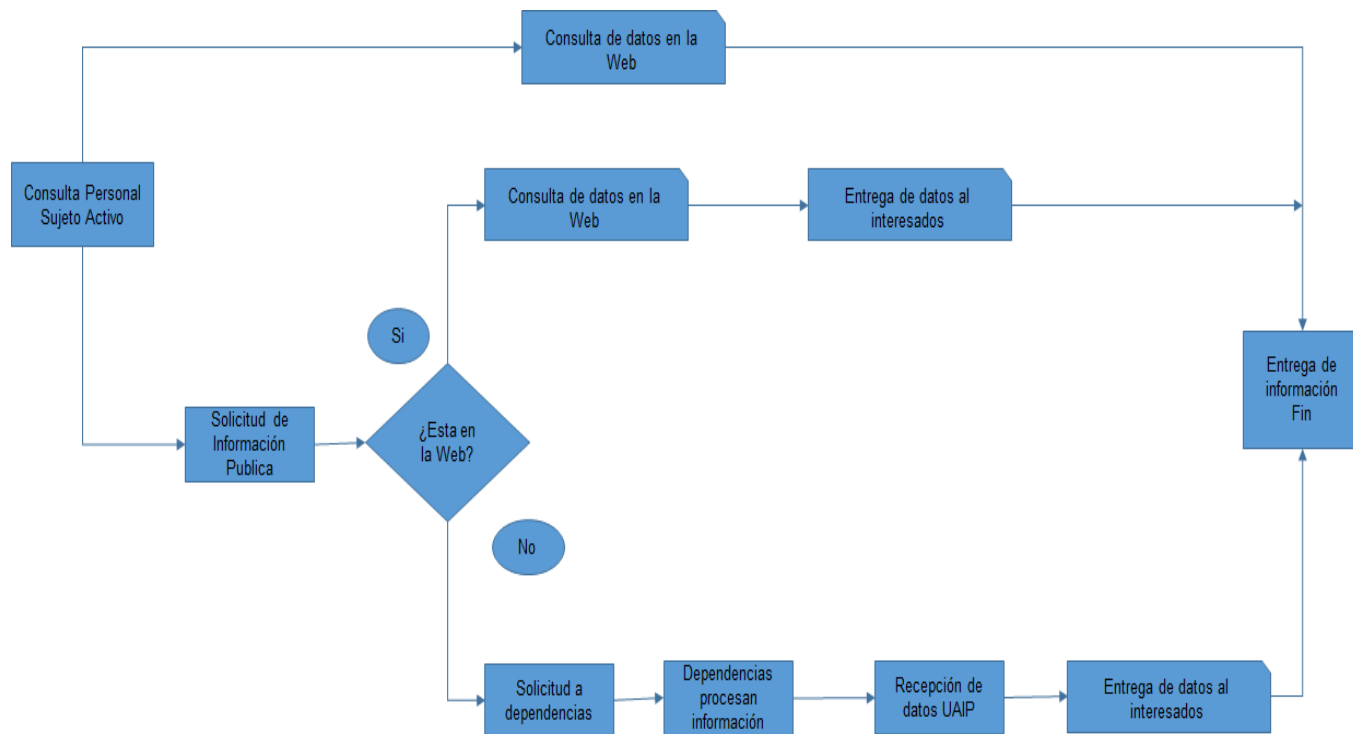 Consulta de datos en la
Web
Consulta Personal
Sujeto Activo
Consulta de datos en la
Web
Entrega de datos al
interesados
Si
Solicitud de
Información
Publica
¿Esta en
la Web?
Entrega de
información
Fin
No
Solicitud a
dependencias
Dependencias
procesan
información
Recepción de
datos UAIP
Entrega de datos al
interesados